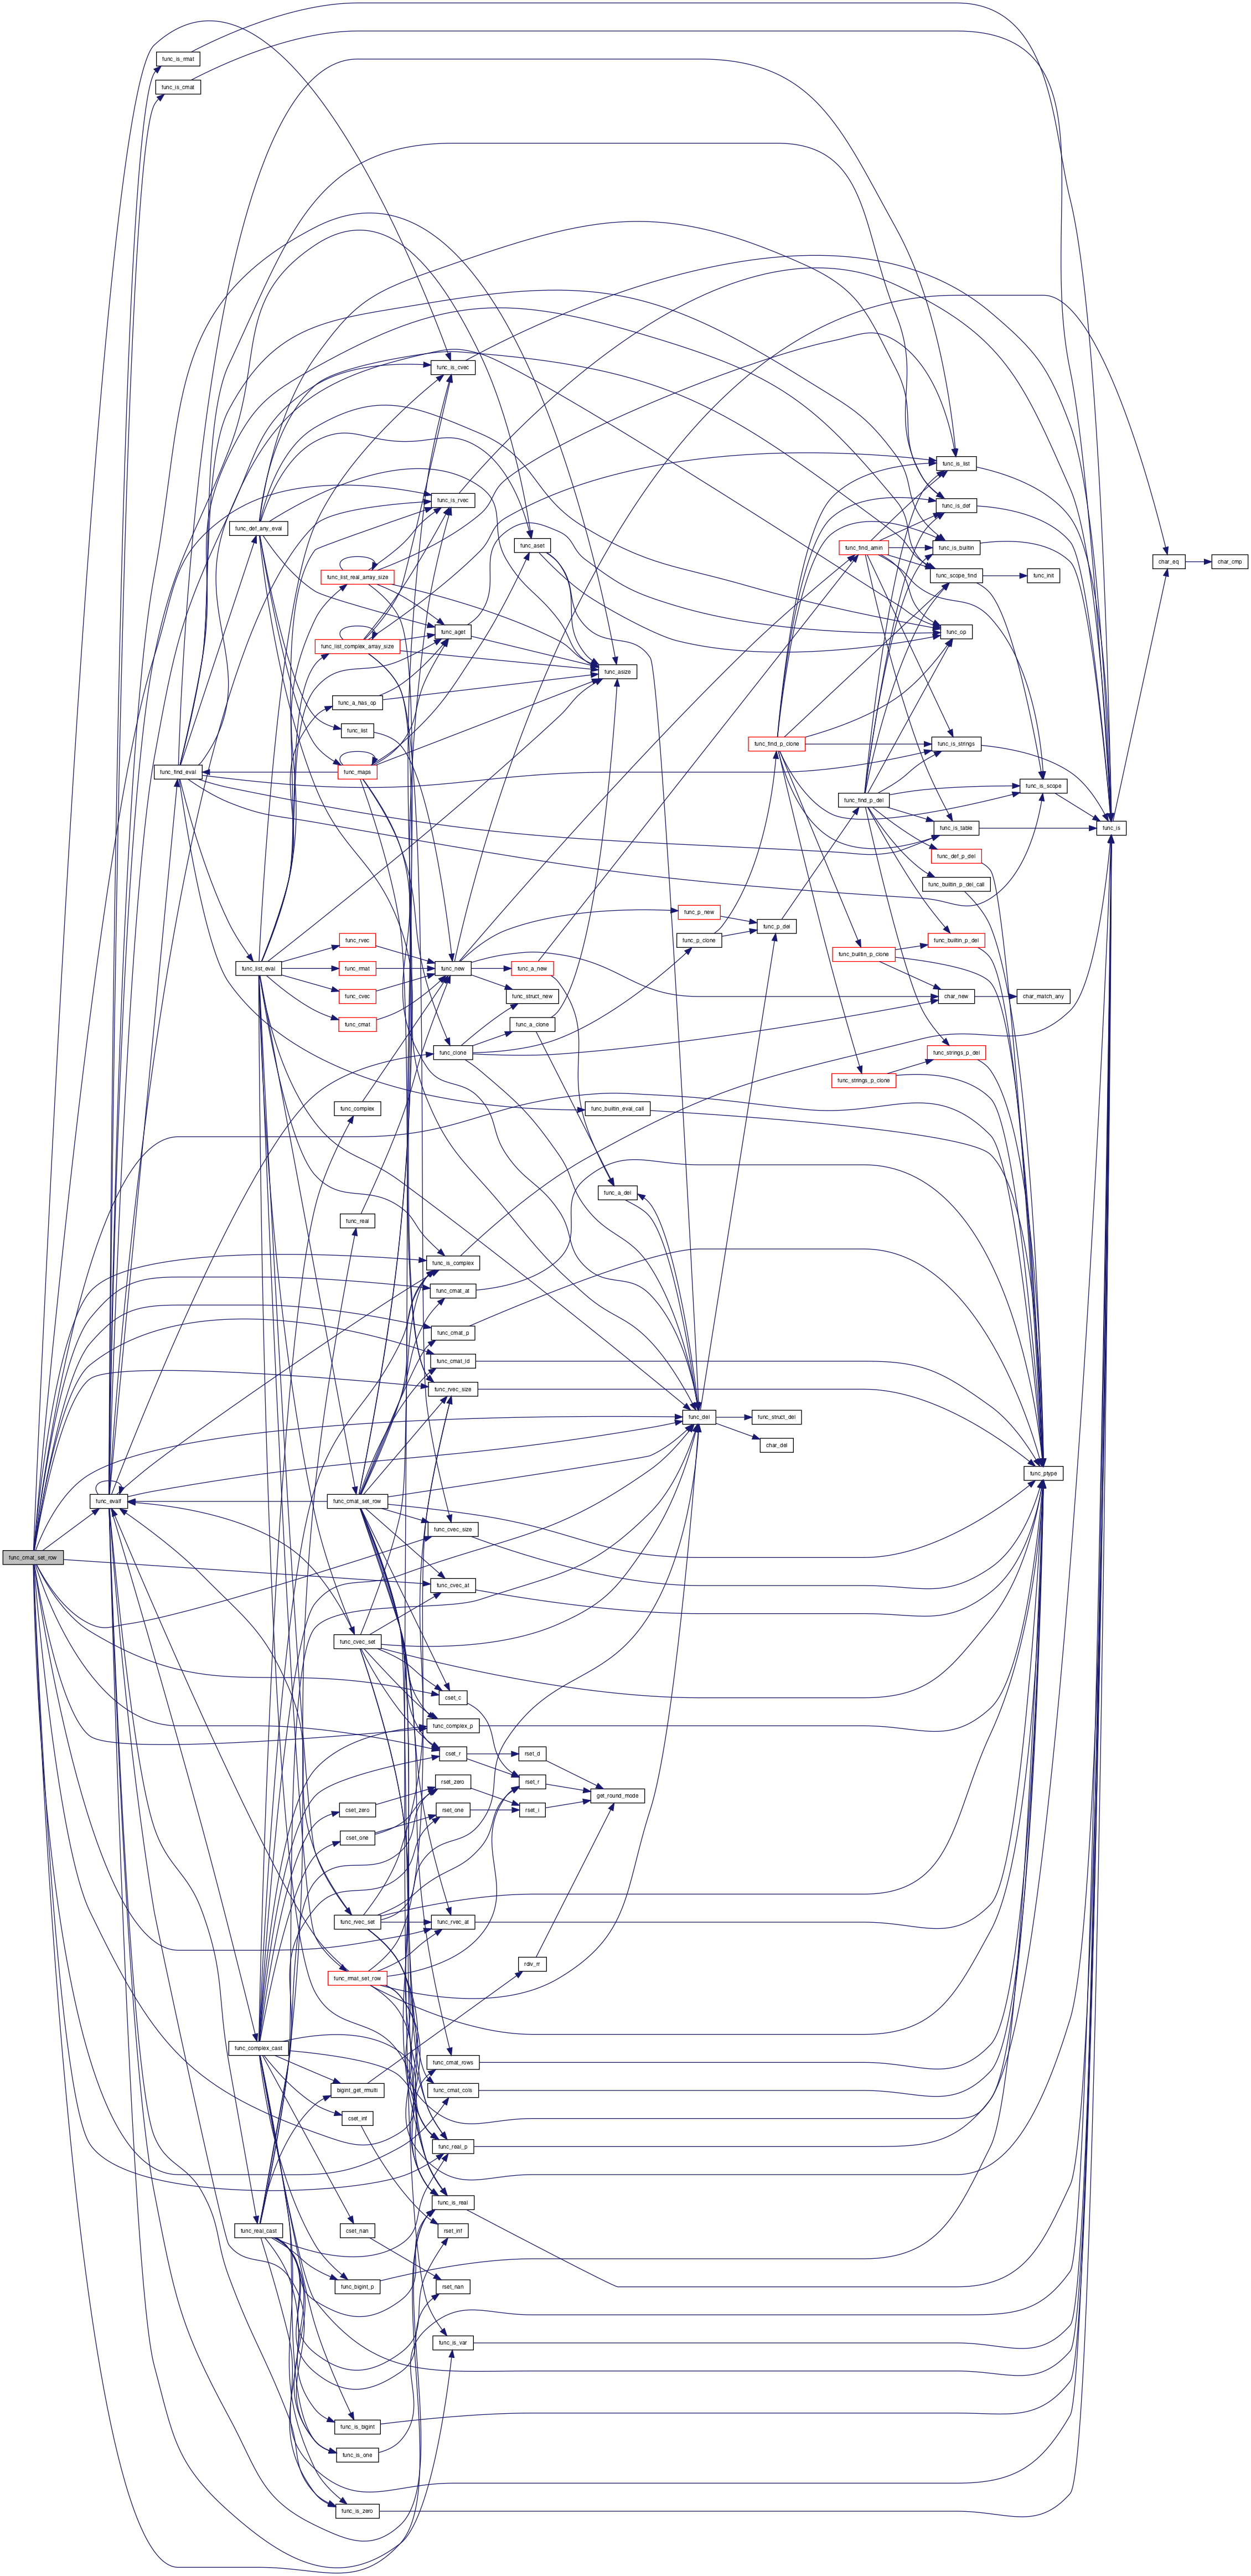 func_is_rmat
func_is_cmat
func_is_cvec
func_is_list
func_is_rvec
func_is_def
func_def_any_eval
func_aset
func_find_amin
func_is_builtin
char_eq
char_cmp
func_list_real_array_size
func_scope_find
func_init
func_aget
func_op
func_list_complex_array_size
func_asize
func_a_has_op
func_list
func_find_p_clone
func_is_strings
func_find_eval
func_maps
func_is_scope
func_find_p_del
func_is_table
func_is
func_def_p_del
func_builtin_p_del_call
func_p_new
func_p_del
func_rvec
func_p_clone
func_builtin_p_del
func_builtin_p_clone
func_list_eval
func_rmat
func_new
func_a_new
func_cvec
func_struct_new
char_new
char_match_any
func_cmat
func_a_clone
func_clone
func_strings_p_del
func_strings_p_clone
func_complex
func_builtin_eval_call
func_a_del
func_real
func_is_complex
func_cmat_at
func_cmat_p
func_cmat_id
func_rvec_size
func_del
func_struct_del
char_del
func_ptype
func_evalf
func_cmat_set_row
func_cvec_size
func_cmat_set_row
func_cvec_at
func_cvec_set
cset_c
func_complex_p
cset_r
rset_d
rset_zero
rset_r
get_round_mode
cset_zero
rset_one
rset_i
cset_one
func_rvec_set
func_rvec_at
rdiv_rr
func_rmat_set_row
func_complex_cast
func_cmat_rows
bigint_get_rmulti
func_cmat_cols
cset_inf
func_real_p
func_is_real
func_real_cast
cset_nan
rset_inf
func_bigint_p
rset_nan
func_is_var
func_is_bigint
func_is_one
func_is_zero